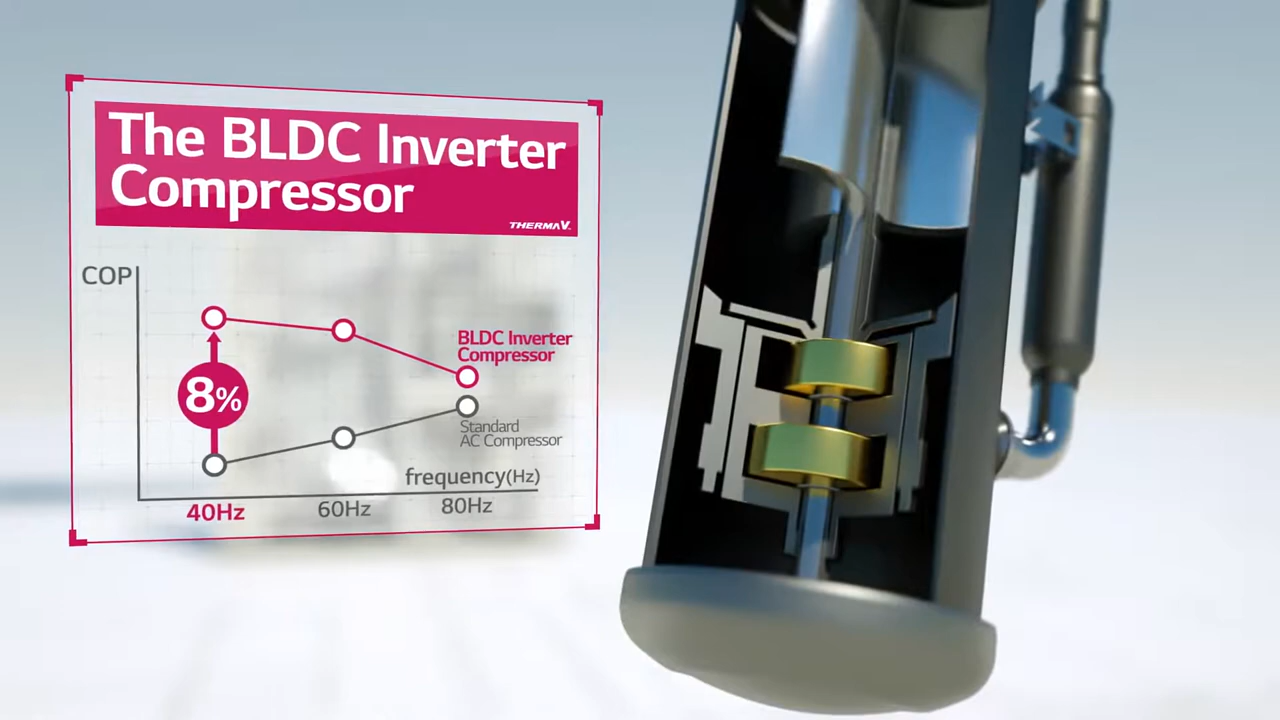 The BLDC Inverter
Compressor
THERMA V.
COP
BLDC Inverter
Compressor
8%
Standard
AC Compressor
frequency(Hz)
40Hz
60Hz
80Hz